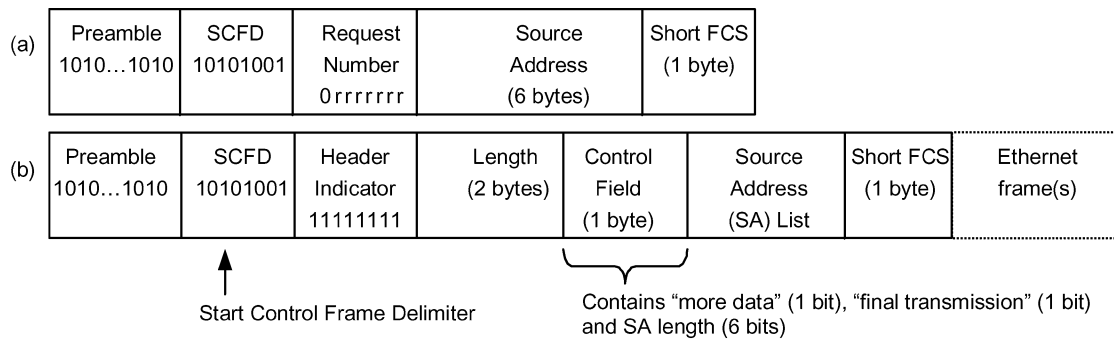 (a)
Preamble
1010…1010
SCFD
10101001
Request
Number
0rrrrrrr
Source
Address
(6 bytes)
Short FCS
(1 byte)
(b)
Preamble
1010…1010
SCFD
10101001
Header
Indicator
11111111
Length
(2 bytes)
Control
Field
(1 byte)
Source
Address
(SA) List
Short FCS
(1 byte)
Ethernet
frame(s)
Start Control Frame Delimiter
Contains “more data” (1 bit), “final transmission” (1 bit)
and SA length (6 bits)